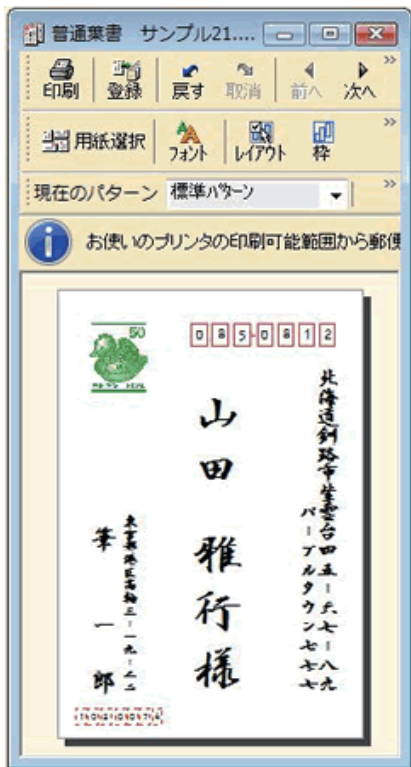 普通葉書 サンプル21....
印刷 登録 戻す 取消 前へ 次へ
用紙選択 フォント レイアウト 枠
現在のパターン 標準パターン
お使いのプリンタの印刷可能範囲から郵便
50
085-0812
北海道釧路市紫雲台四五－六七－八九
パープルタウン七七七
山田 雅行様
東京都港区高輪三－一九－二二
筆 一郎